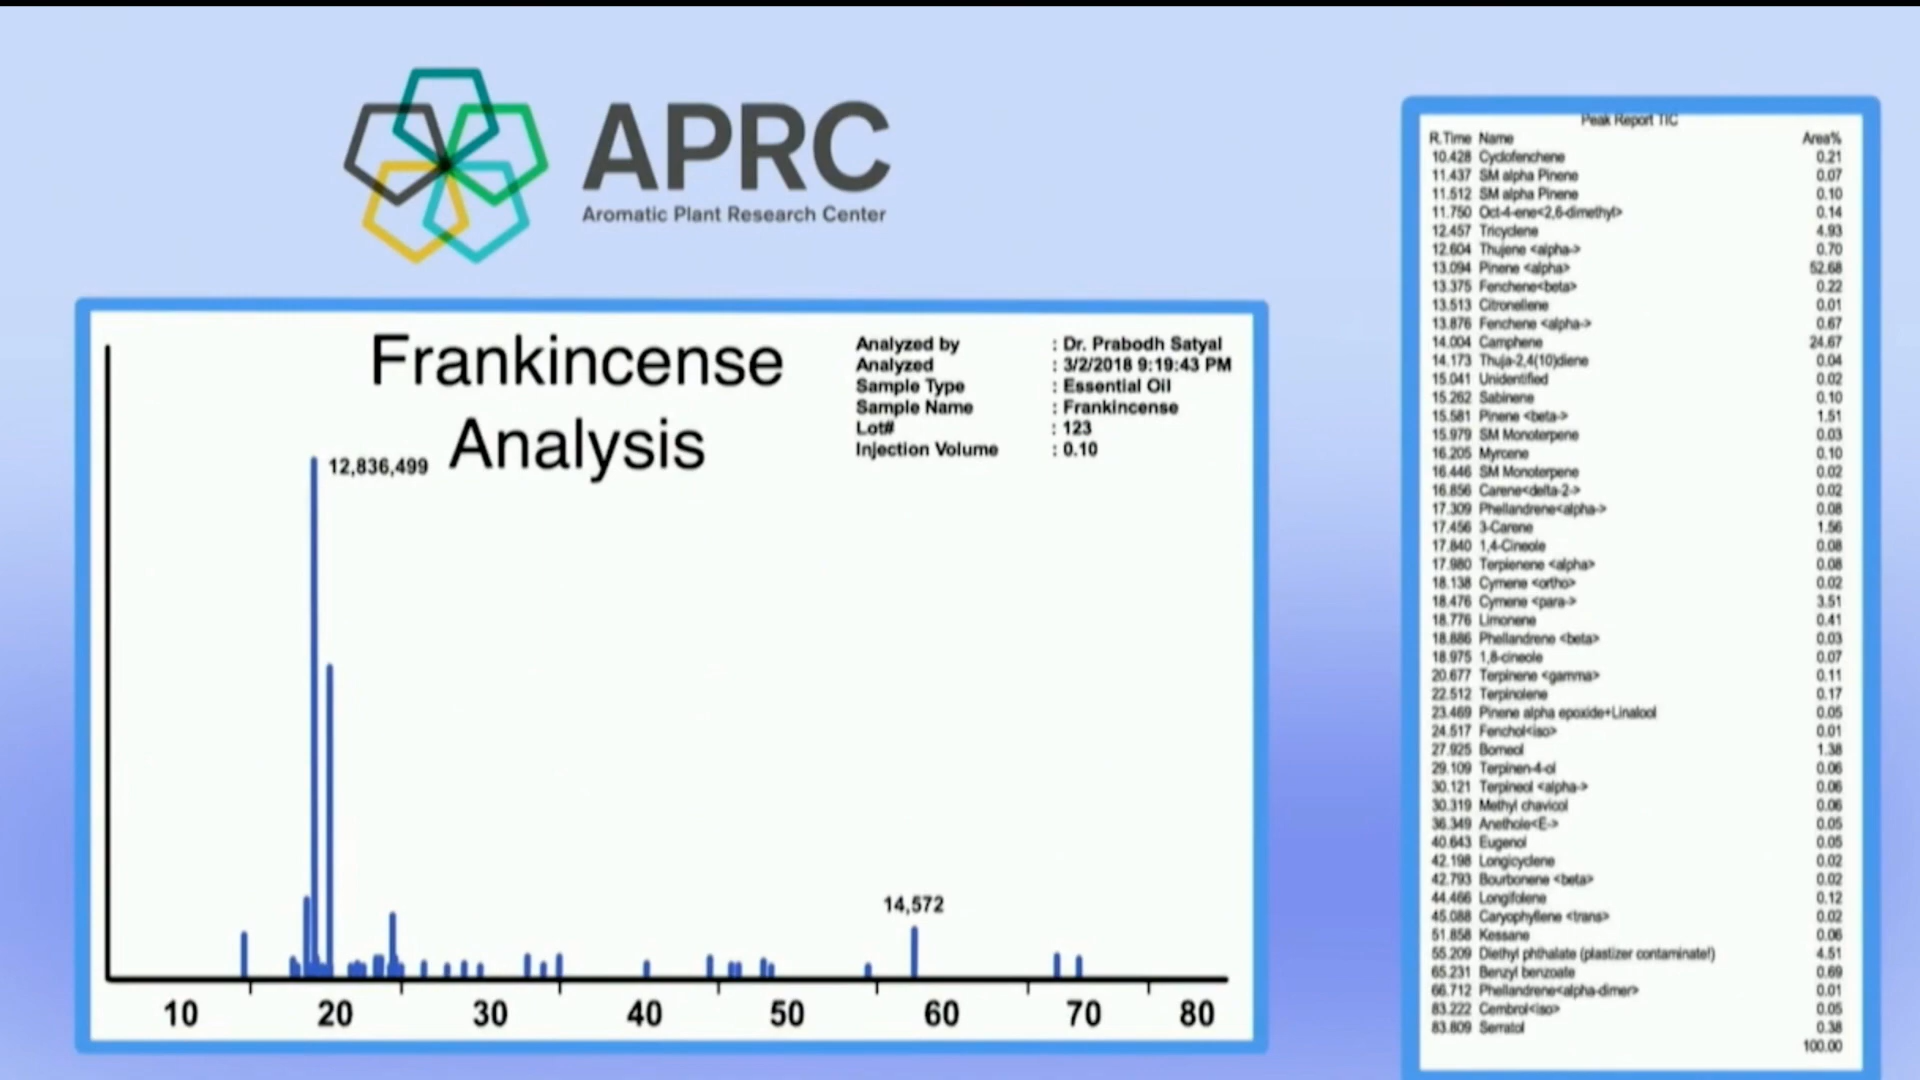 APRC
Aromatic Plant Research Center
Frankincense
Analysis
Analyzed by : Dr. Prabodh Satyal
Analyzed : 3/2/2018 9:19:43 PM
Sample Type : Essential Oil
Sample Name : Frankincense
Lot# : 123
Injection Volume : 0.10
12,836,499
14,572
10 20 30 40 50 60 70 80
Peak Report TIC
R.Time Name Area%
10.428 Cyclofenchene 0.21
11.437 SM alpha Pinene 0.07
11.512 SM alpha Pinene 0.10
11.750 Oct-4-ene<2,6-dimethyl> 0.14
12.457 Tricyclene 4.93
12.604 Thujene <alpha-> 0.70
13.094 Pinene <alpha> 52.68
13.375 Fenchene<beta> 0.22
13.513 Citronellene 0.01
13.876 Fenchene <alpha-> 0.67
14.004 Camphene 24.67
14.173 Thuja-2,4(10)diene 0.04
15.041 Unidentified 0.02
15.262 Sabinene 0.10
15.581 Pinene <beta-> 1.51
15.979 SM Monoterpene 0.03
16.205 Myrcene 0.10
16.446 SM Monoterpene 0.02
16.856 Carene<delta-2-> 0.02
17.309 Phellandrene<alpha-> 0.08
17.456 3-Carene 1.56
17.840 1,4-Cineole 0.08
17.980 Terpienene <alpha> 0.08
18.138 Cymene <ortho> 0.02
18.476 Cymene <para-> 3.51
18.776 Limonene 0.41
18.886 Phellandrene <beta> 0.03
18.975 1,8-cineole 0.07
20.677 Terpinene <gamma> 0.11
22.512 Terpinolene 0.17
23.469 Pinene alpha epoxide+Linalool 0.05
24.517 Fenchol<iso> 0.01
27.925 Borneol 1.38
29.109 Terpinen-4-ol 0.06
30.121 Terpineol <alpha-> 0.06
30.319 Methyl chavicol 0.06
36.349 Anethole<E-> 0.05
40.643 Eugenol 0.05
42.198 Longicyclene 0.02
42.793 Bourbonene <beta> 0.02
44.466 Longifolene 0.12
45.088 Caryophyllene <trans> 0.02
51.858 Kessane 0.06
55.209 Diethyl phthalate (plastizer contaminate!) 4.51
65.231 Benzyl benzoate 0.69
66.712 Phellandrene<alpha-dimer> 0.01
83.222 Cembrol<iso> 0.05
83.809 Serratol 0.38
100.00